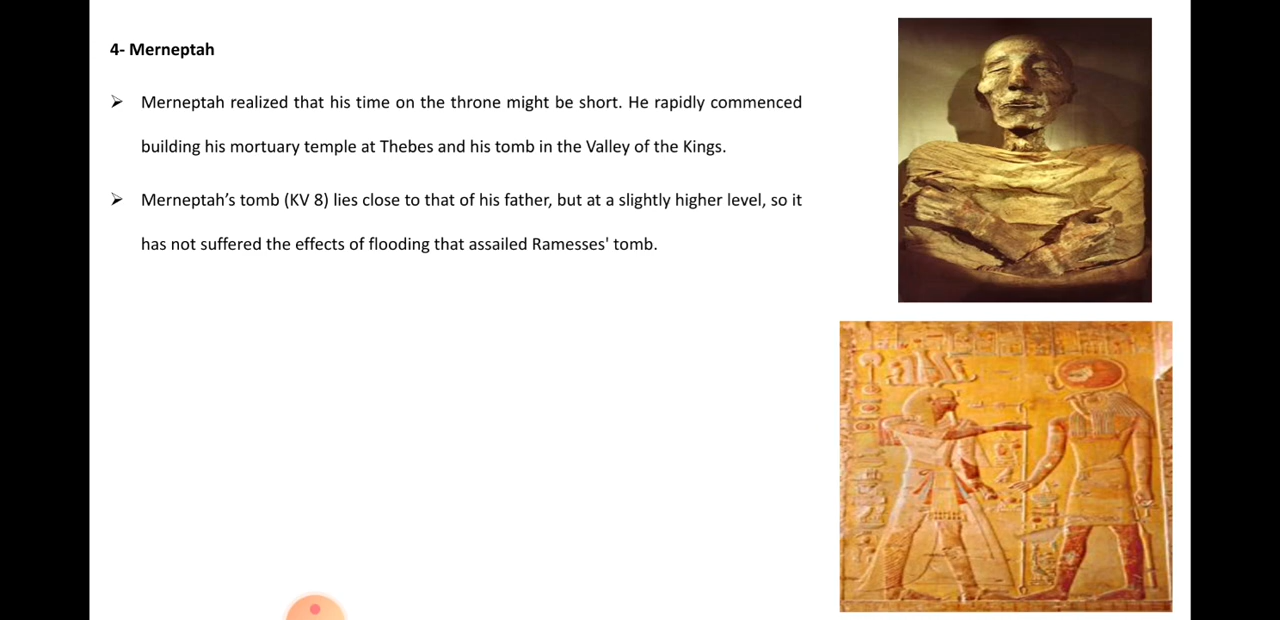 4- Merneptah
➢ Merneptah realized that his time on the throne might be short. He rapidly commenced
building his mortuary temple at Thebes and his tomb in the Valley of the Kings.
➢ Merneptah’s tomb (KV 8) lies close to that of his father, but at a slightly higher level, so it
has not suffered the effects of flooding that assailed Ramesses' tomb.